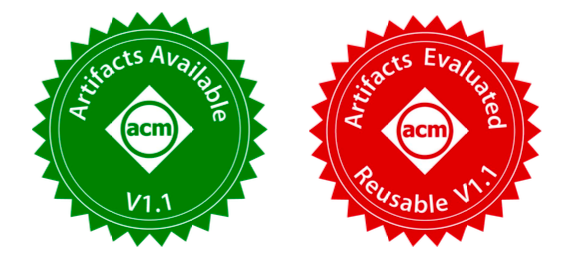 Artifacts Available
acm
V1.1
Artifacts Evaluated
acm
Reusable V1.1